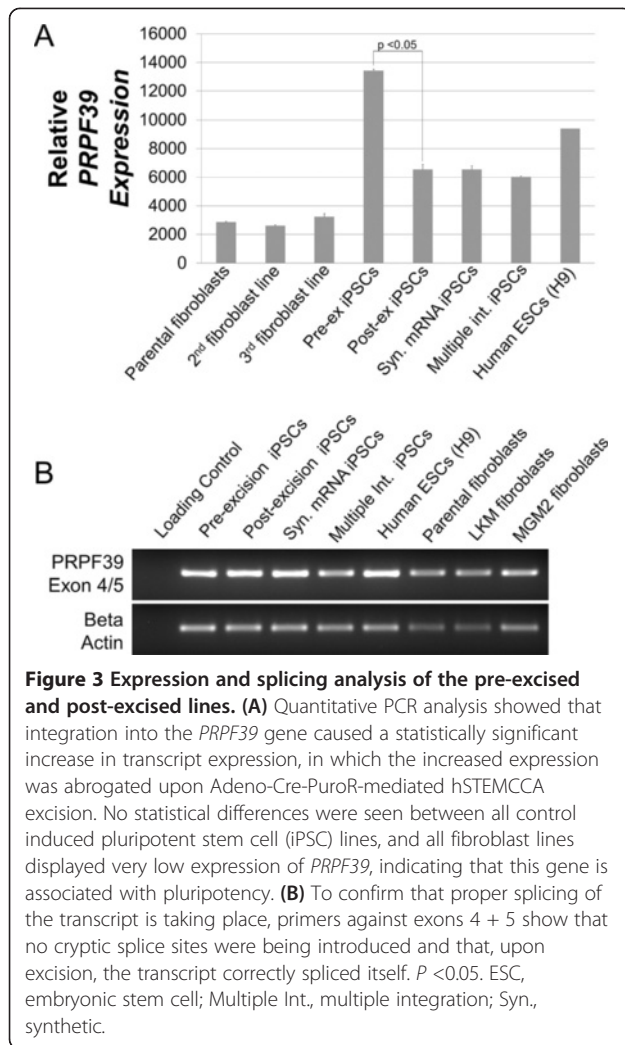 A
Relative
PRPF39
Expression
16000
14000
12000
10000
8000
6000
4000
2000
0
p <0.05
Parental fibroblasts
2nd fibroblast line
3rd fibroblast line
Pre-ex iPSCs
Post-ex iPSCs
Syn. mRNA iPSCs
Multiple int. iPSCs
Human ESCs (H9)
B
Loading Control
Pre-excision iPSCs
Post-excision iPSCs
Syn. mRNA iPSCs
Multiple Int. iPSCs
Human ESCs (H9)
Parental fibroblasts
LKM fibroblasts
MGM2 fibroblasts
PRPF39
Exon 4/5
Beta
Actin
Figure 3 Expression and splicing analysis of the pre-excised
and post-excised lines. (A) Quantitative PCR analysis showed that
integration into the PRPF39 gene caused a statistically significant
increase in transcript expression, in which the increased expression
was abrogated upon Adeno-Cre-PuroR-mediated hSTEMCCA
excision. No statistical differences were seen between all control
induced pluripotent stem cell (iPSC) lines, and all fibroblast lines
displayed very low expression of PRPF39, indicating that this gene is
associated with pluripotency. (B) To confirm that proper splicing of
the transcript is taking place, primers against exons 4 + 5 show that
no cryptic splice sites were being introduced and that, upon
excision, the transcript correctly spliced itself. P <0.05. ESC,
embryonic stem cell; Multiple Int., multiple integration; Syn.,
synthetic.